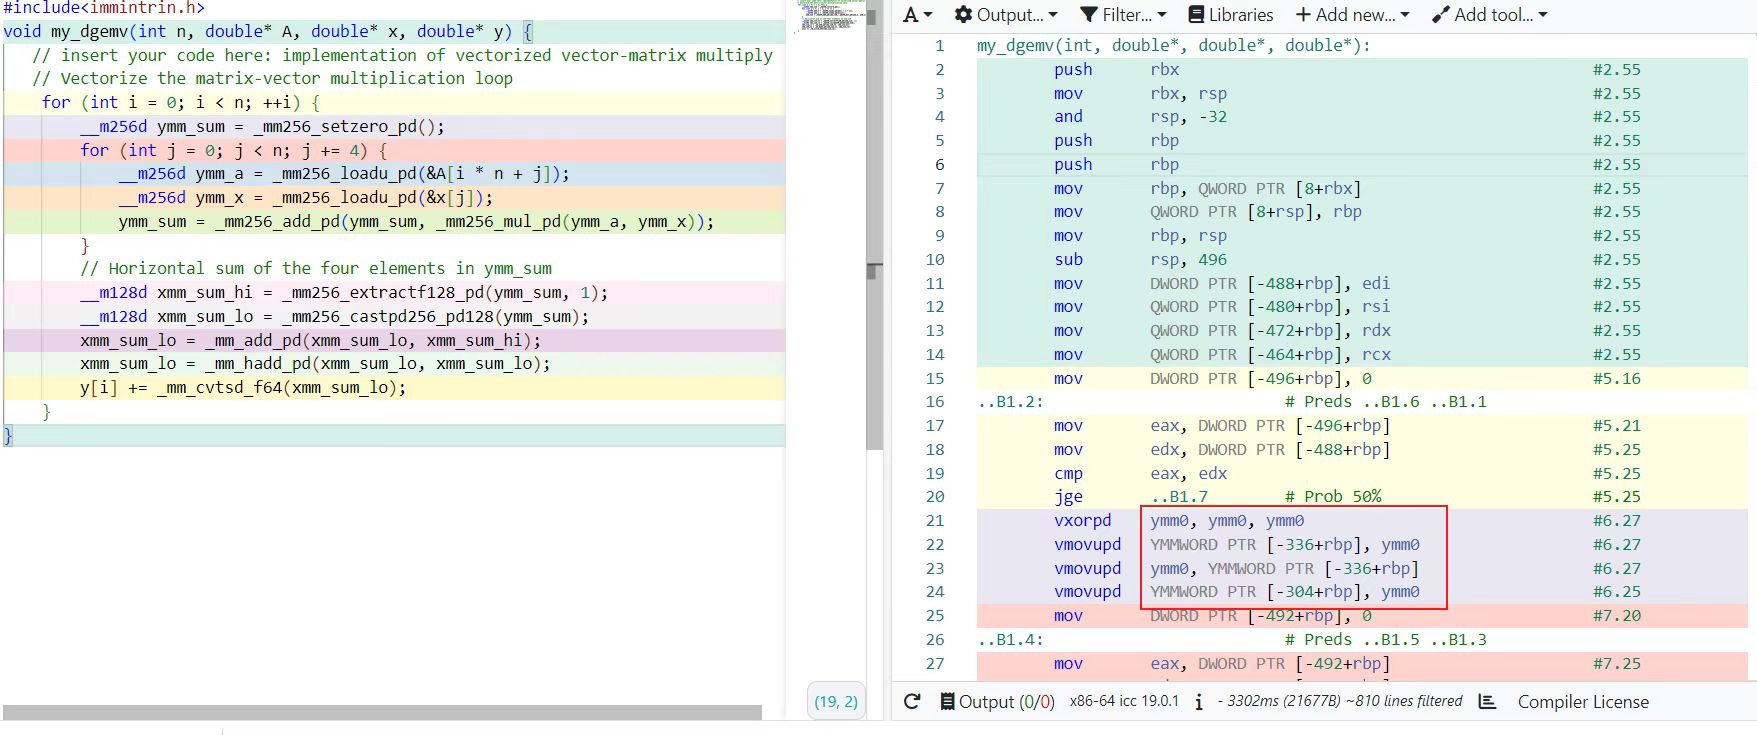 #include<immintrin.h>
void my_dgemv(int n, double* A, double* x, double* y) {
// insert your code here: implementation of vectorized vector-matrix multiply
// Vectorize the matrix-vector multiplication loop
for (int i = 0; i < n; ++i) {
__m256d ymm_sum = _mm256_setzero_pd();
for (int j = 0; j < n; j += 4) {
__m256d ymm_a = _mm256_loadu_pd(&A[i * n + j]);
__m256d ymm_x = _mm256_loadu_pd(&x[j]);
ymm_sum = _mm256_add_pd(ymm_sum, _mm256_mul_pd(ymm_a, ymm_x));
}
// Horizontal sum of the four elements in ymm_sum
__m128d xmm_sum_hi = _mm256_extractf128_pd(ymm_sum, 1);
__m128d xmm_sum_lo = _mm256_castpd256_pd128(ymm_sum);
xmm_sum_lo = _mm_add_pd(xmm_sum_lo, xmm_sum_hi);
xmm_sum_lo = _mm_hadd_pd(xmm_sum_lo, xmm_sum_lo);
y[i] += _mm_cvtsd_f64(xmm_sum_lo);
}
}
(19, 2)
A Output... Filter... Libraries + Add new... Add tool...
1 my_dgemv(int, double*, double*, double*):
2 push rbx #2.55
3 mov rbx, rsp #2.55
4 and rsp, -32 #2.55
5 push rbp #2.55
6 push rbp #2.55
7 mov rbp, QWORD PTR [8+rbx] #2.55
8 mov QWORD PTR [8+rsp], rbp #2.55
9 mov rbp, rsp #2.55
10 sub rsp, 496 #2.55
11 mov DWORD PTR [-488+rbp], edi #2.55
12 mov QWORD PTR [-480+rbp], rsi #2.55
13 mov QWORD PTR [-472+rbp], rdx #2.55
14 mov QWORD PTR [-464+rbp], rcx #2.55
15 mov DWORD PTR [-496+rbp], 0 #5.16
16 ..B1.2: # Preds ..B1.6 ..B1.1
17 mov eax, DWORD PTR [-496+rbp] #5.21
18 mov edx, DWORD PTR [-488+rbp] #5.25
19 cmp eax, edx #5.25
20 jge ..B1.7 # Prob 50% #5.25
21 vxorpd ymm0, ymm0, ymm0 #6.27
22 vmovupd YMMWORD PTR [-336+rbp], ymm0 #6.27
23 vmovupd ymm0, YMMWORD PTR [-336+rbp] #6.27
24 vmovupd YMMWORD PTR [-304+rbp], ymm0 #6.25
25 mov DWORD PTR [-492+rbp], 0 #7.20
26 ..B1.4: # Preds ..B1.5 ..B1.3
27 mov eax, DWORD PTR [-492+rbp] #7.25
Output (0/0) x86-64 icc 19.0.1 i - 3302ms (21677B) ~810 lines filtered Compiler License